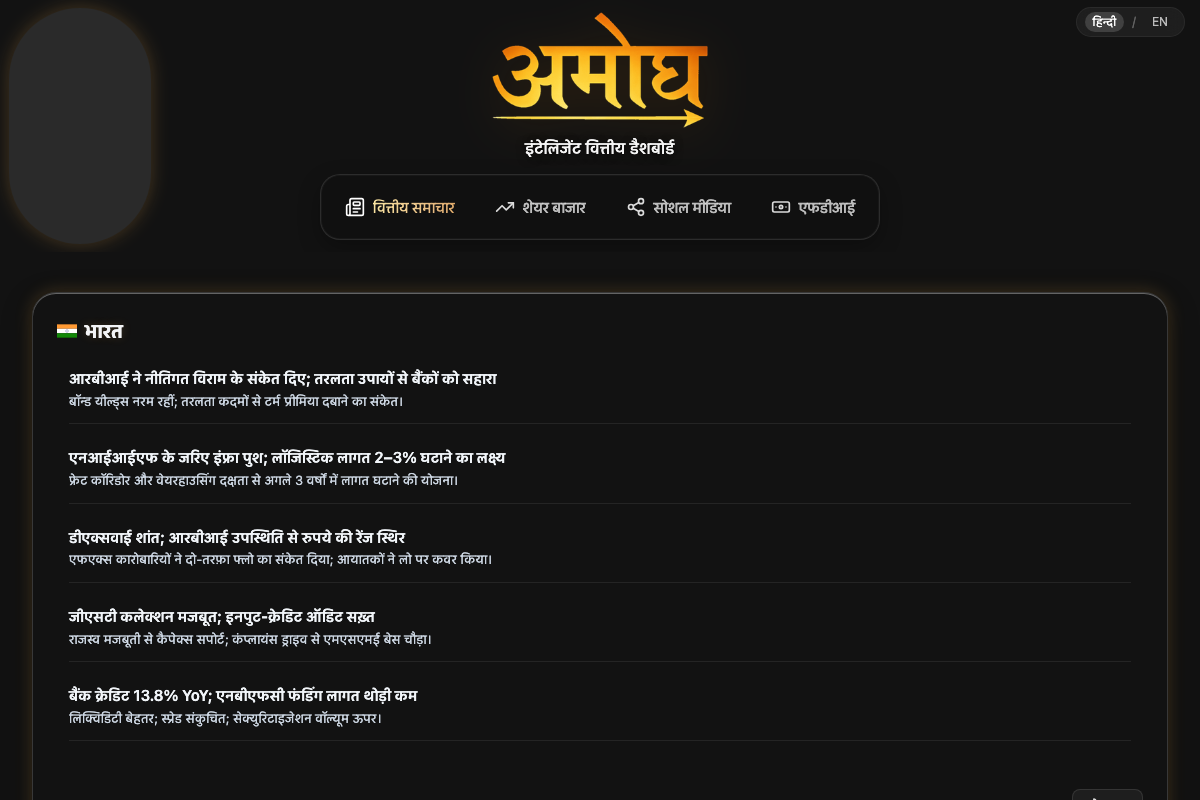 हिन्दी / EN
अमोघ
इंटेलिजेंट वित्तीय डैशबोर्ड
वित्तीय समाचार
शेयर बाजार
सोशल मीडिया
एफडीआई
भारत
आरबीआई ने नीतिगत विराम के संकेत दिए; तरलता उपायों से बैंकों को सहारा
बॉन्ड यील्ड्स नरम रहीं; तरलता कदमों से टर्म प्रीमिया दबाने का संकेत।
एनआईआईएफ के जरिए इंफ्रा पुश; लॉजिस्टिक लागत 2–3% घटाने का लक्ष्य
फ्रेट कॉरिडोर और वेयरहाउसिंग दक्षता से अगले 3 वर्षों में लागत घटाने की योजना।
डीएक्सवाई शांत; आरबीआई उपस्थिति से रुपये की रेंज स्थिर
एफएक्स कारोबारियों ने दो-तरफ़ा फ्लो का संकेत दिया; आयातकों ने लो पर कवर किया।
जीएसटी कलेक्शन मजबूत; इनपुट-क्रेडिट ऑडिट सख़्त
राजस्व मजबूती से कैपेक्स सपोर्ट; कंप्लायंस ड्राइव से एमएसएमई बेस चौड़ा।
बैंक क्रेडिट 13.8% YoY; एनबीएफसी फंडिंग लागत थोड़ी कम
लिक्विडिटी बेहतर; स्प्रेड संकुचित; सेक्युरिटाइजेशन वॉल्यूम ऊपर।